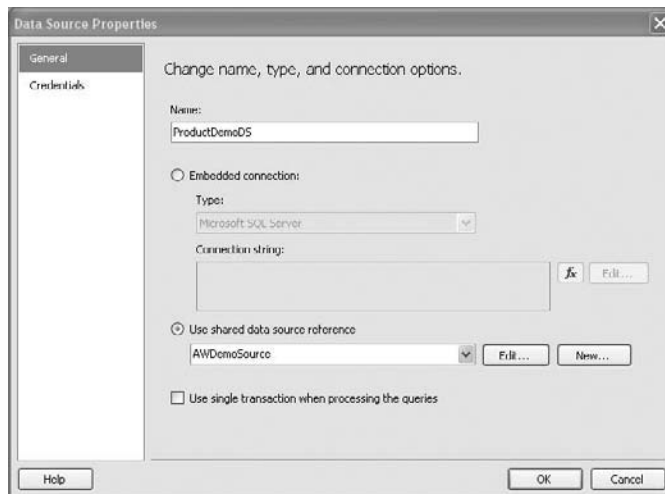 Data Source Properties
General
Credentials
Change name, type, and connection options.
Name:
ProductDemoDS
Embedded connection:
Type:
Microsoft SQL Server
Connection string:
fx Edit...
Use shared data source reference
AWDemoSource Edit... New...
Use single transaction when processing the queries
Help OK Cancel